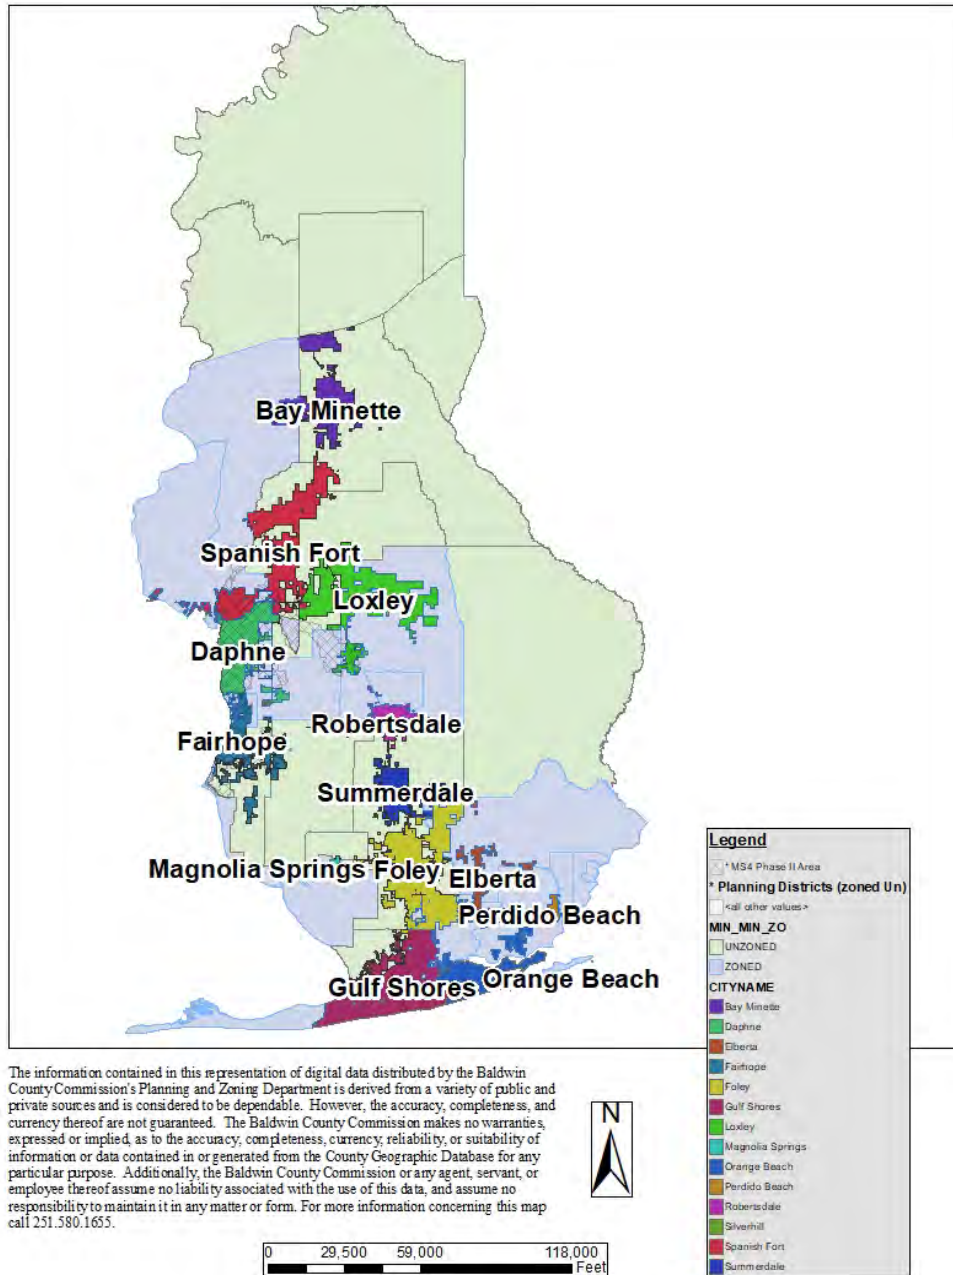 Bay Minette
Spanish Fort
Loxley
Daphne
Robertsdale
Fairhope
Summerdale
Magnolia Springs
Foley
Elberta
Perdido Beach
Orange Beach
Gulf Shores
Legend
* MS4 Phase II Area
* Planning Districts (zoned Un)
<all other values>
MIN_MIN_ZO
UNZONED
ZONED
CITYNAME
Bay Minette
Daphne
Elberta
Fairhope
Foley
Gulf Shores
Loxley
Magnolia Springs
Orange Beach
Perdido Beach
Robertsdale
Silverhill
Spanish Fort
Summerdale
The information contained in this representation of digital data distributed by the Baldwin
County Commission's Planning and Zoning Department is derived from a variety of public and
private sources and is considered to be dependable. However, the accuracy, completeness, and
currency thereof are not guaranteed. The Baldwin County Commission makes no warranties,
expressed or implied, as to the accuracy, completeness, currency, reliability, or suitability of
information or data contained in or generated from the County Geographic Database for any
particular purpose. Additionally, the Baldwin County Commission or any agent, servant, or
employee thereof assume no liability associated with the use of this data, and assume no
responsibility to maintain it in any matter or form. For more information concerning this map
call 251.580.1655.
N
0 29,500 59,000 118,000
Feet